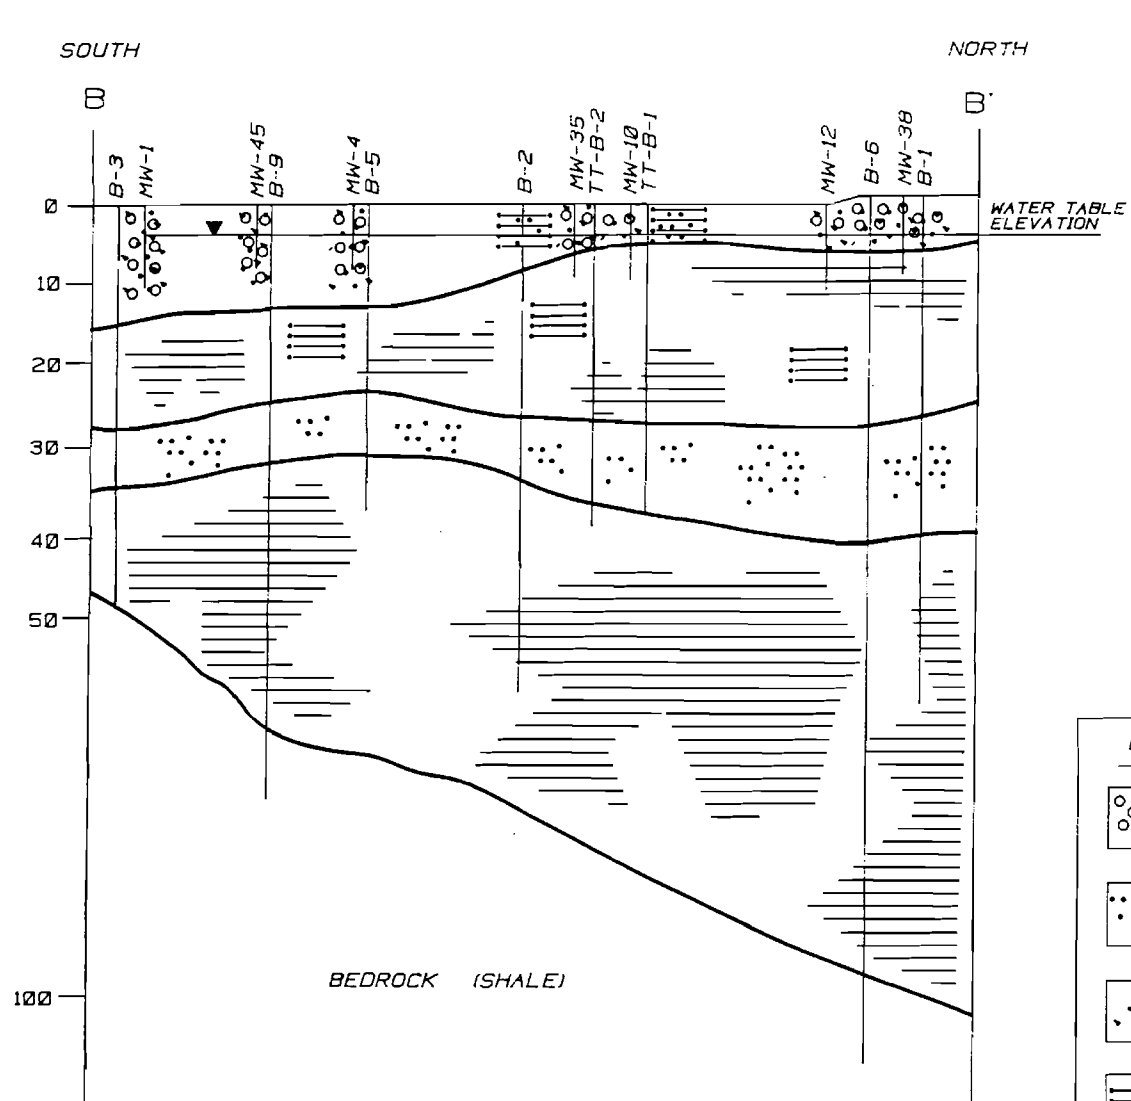 SOUTH
NORTH
B
B'
B-3
MW-1
MW-45
B-9
MW-4
B-5
B-2
MW-35
TT-B-2
MW-10
TT-B-1
MW-12
B-6
MW-38
B-1
WATER TABLE
ELEVATION
0
10
20
30
40
50
100
BEDROCK (SHALE)